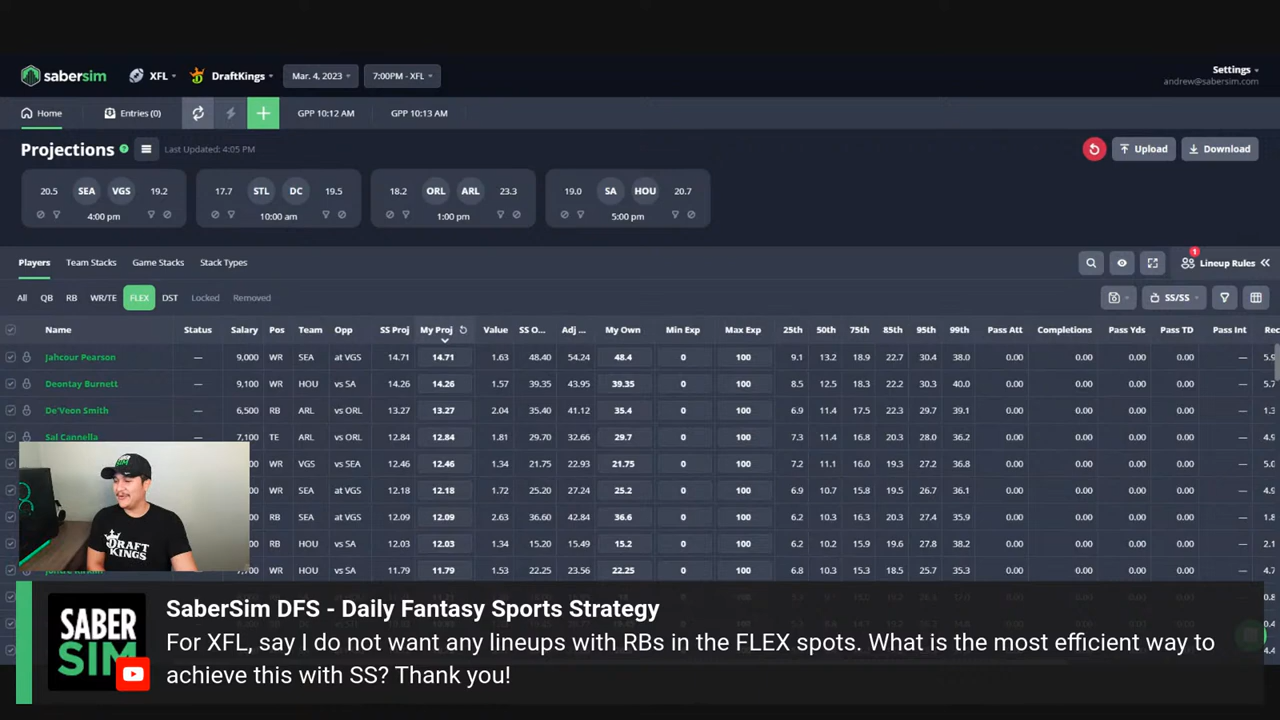 sabersim XFL DraftKings Mar. 4, 2023 7:00PM - XFL Settings
andrew@sabersim.com
Home Entries (0) + GPP 10:12 AM GPP 10:13 AM
Projections Last Updated: 4:05 PM Upload Download
20.5 SEA VGS 19.2 17.7 STL DC 19.5 18.2 ORL ARL 23.3 19.0 SA HOU 20.7
4:00 pm 10:00 am 1:00 pm 5:00 pm
Players Team Stacks Game Stacks Stack Types 1 Lineup Rules
All QB RB WR/TE FLEX DST Locked Removed SS/SS
Name Status Salary Pos Team Opp SS Proj My Proj Value SS O... Adj ... My Own Min Exp Max Exp 25th 50th 75th 85th 95th 99th Pass Att Completions Pass Yds Pass TD Pass Int Rec
Jahcour Pearson — 9,000 WR SEA at VGS 14.71 14.71 1.63 48.40 54.24 48.4 0 100 9.1 13.2 18.9 22.7 30.4 38.0 0.00 0.00 0.00 0.00 — 5.9
Deontay Burnett — 9,100 WR HOU vs SA 14.26 14.26 1.57 39.35 43.95 39.35 0 100 8.5 12.5 18.3 22.2 30.3 40.0 0.00 0.00 0.00 0.00 — 5.7
De'Veon Smith — 6,500 RB ARL vs ORL 13.27 13.27 2.04 35.40 41.12 35.4 0 100 6.9 11.4 17.5 22.3 29.7 39.1 0.00 0.00 0.00 0.00 — 1.3
Sal Cannella — 7,100 TE ARL vs ORL 12.84 12.84 1.81 29.70 32.66 29.7 0 100 7.3 11.4 16.8 20.3 28.0 36.2 0.00 0.00 0.00 0.00 — 4.9
WR VGS vs SEA 12.46 12.46 1.34 21.75 22.93 21.75 0 100 7.2 11.1 16.0 19.3 27.2 36.8 0.00 0.00 0.00 0.00 —
WR SEA at VGS 12.18 12.18 1.72 25.20 27.24 25.2 0 100 6.9 10.7 15.8 19.5 26.9 36.1 0.00 0.00 0.00 0.00 — 4.9
RB SEA at VGS 12.09 12.09 2.63 36.60 42.84 36.6 0 100 6.2 10.3 16.3 20.3 27.9 35.9 0.00 0.00 0.00 0.00 — 1.8
RB HOU vs SA 12.03 12.03 1.34 15.20 15.49 15.2 0 100 6.2 10.2 15.9 19.6 27.8 38.2 0.00 0.00 0.00 0.00 — 2.1
WR HOU vs SA 11.79 11.79 1.53 22.25 23.56 22.25 0 100 6.8 10.3 15.3 18.5 25.7 35.3 0.00 0.00 0.00 0.00 — 4.9
DRAFT
KINGS
SABER
SIM
SaberSim DFS - Daily Fantasy Sports Strategy
For XFL, say I do not want any lineups with RBs in the FLEX spots. What is the most efficient way to
achieve this with SS? Thank you!